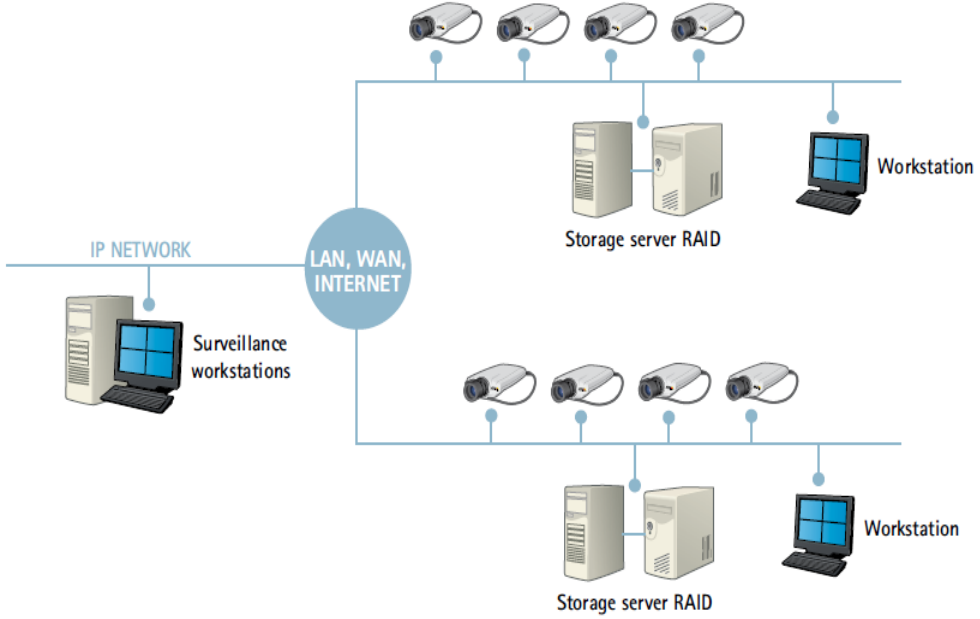 Workstation
Storage server RAID
IP NETWORK
LAN, WAN,
INTERNET
Surveillance
workstations
Workstation
Storage server RAID